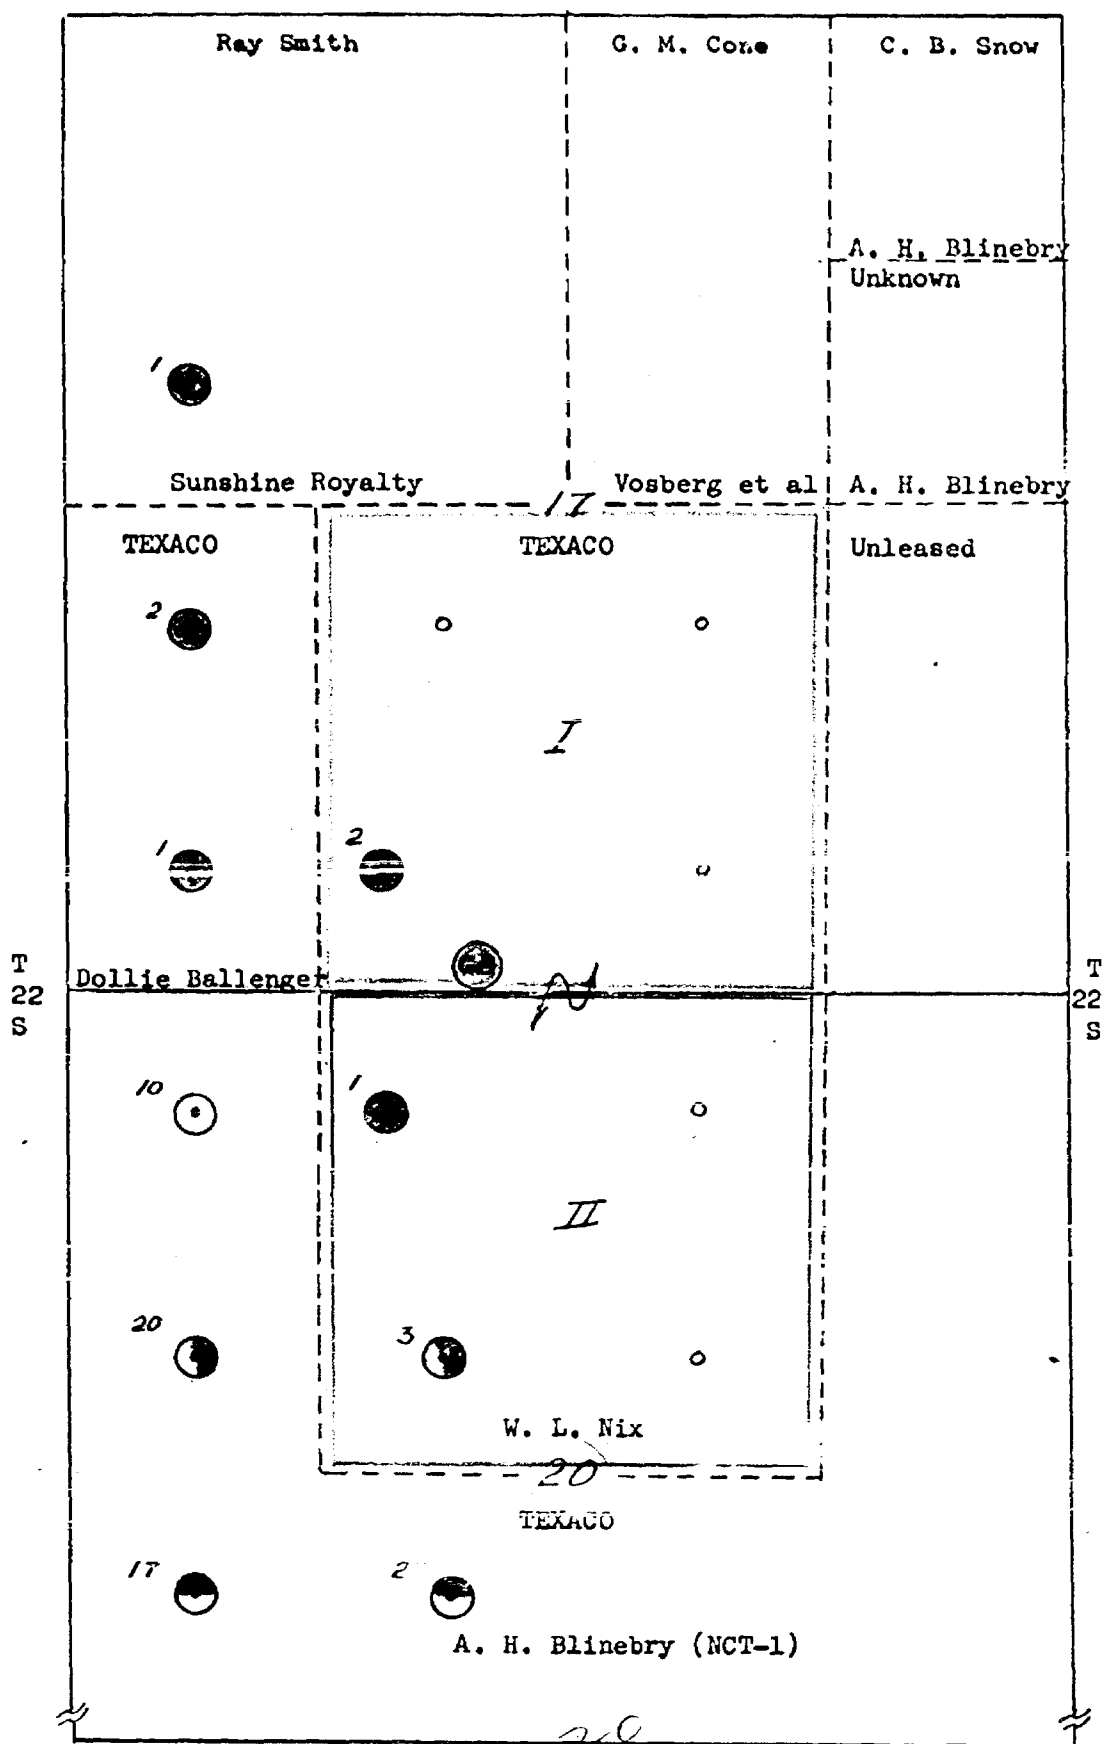 Ray Smith
G. M. Cone
C. B. Snow
A. H. Blinebry
Unknown
1
Sunshine Royalty
Vosberg et al
A. H. Blinebry
17
TEXACO
TEXACO
Unleased
2
I
1
2
T
22
S
Dollie Ballenger
T
22
S
10
1
II
20
3
W. L. Nix
20
TEXACO
17
2
A. H. Blinebry (NCT-1)
20